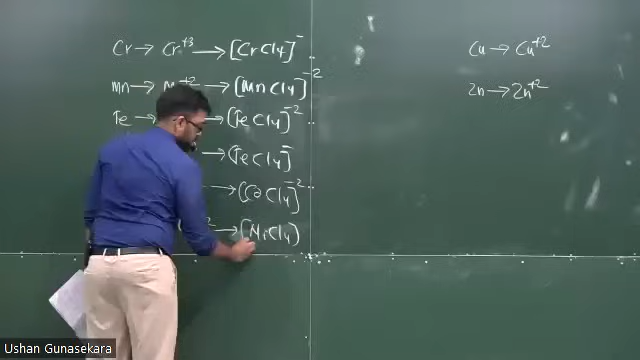 Cr → Cr+3 → [CrCl4]-
Mn → +2 → [MnCl4]-2
Fe → [FeCl4]-2
→ [FeCl4]-
→ [CoCl4]-2
2 → [NiCl4)
Cu → Cu+2
Zn → Zn+2
Ushan Gunasekara